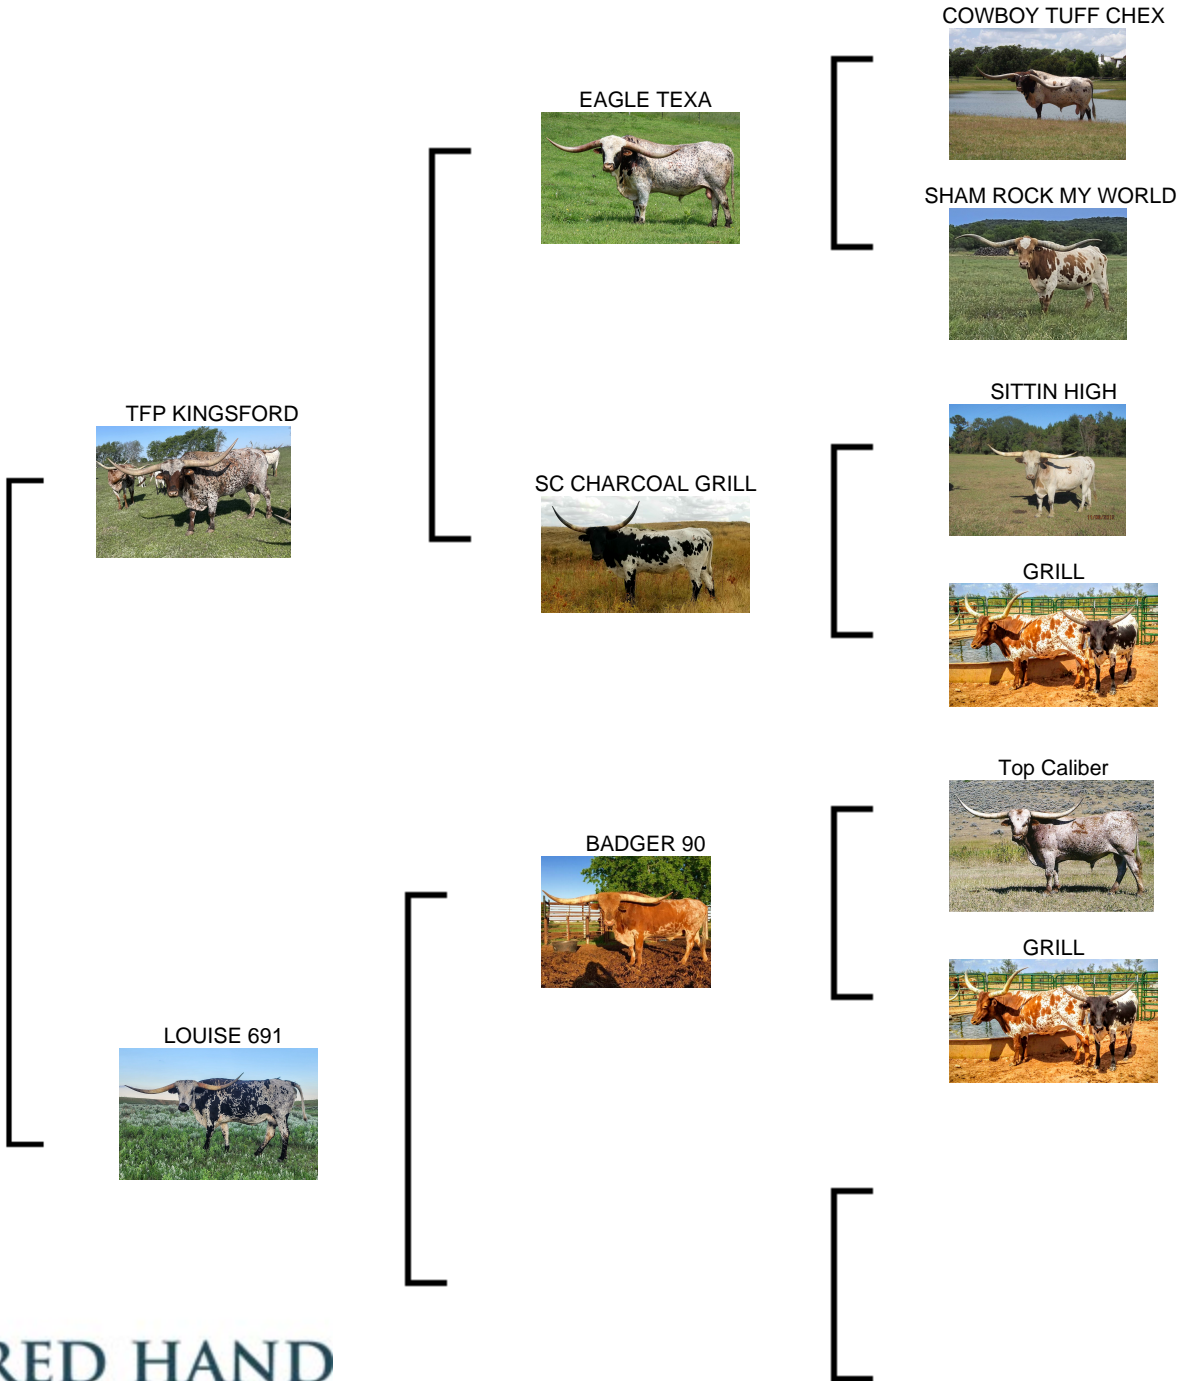 COWBOY TUFF CHEX
EAGLE TEXA
SHAM ROCK MY WORLD
TFP KINGSFORD
SITTIN HIGH
SC CHARCOAL GRILL
GRILL
Top Caliber
BADGER 90
GRILL
LOUISE 691
RED HAND